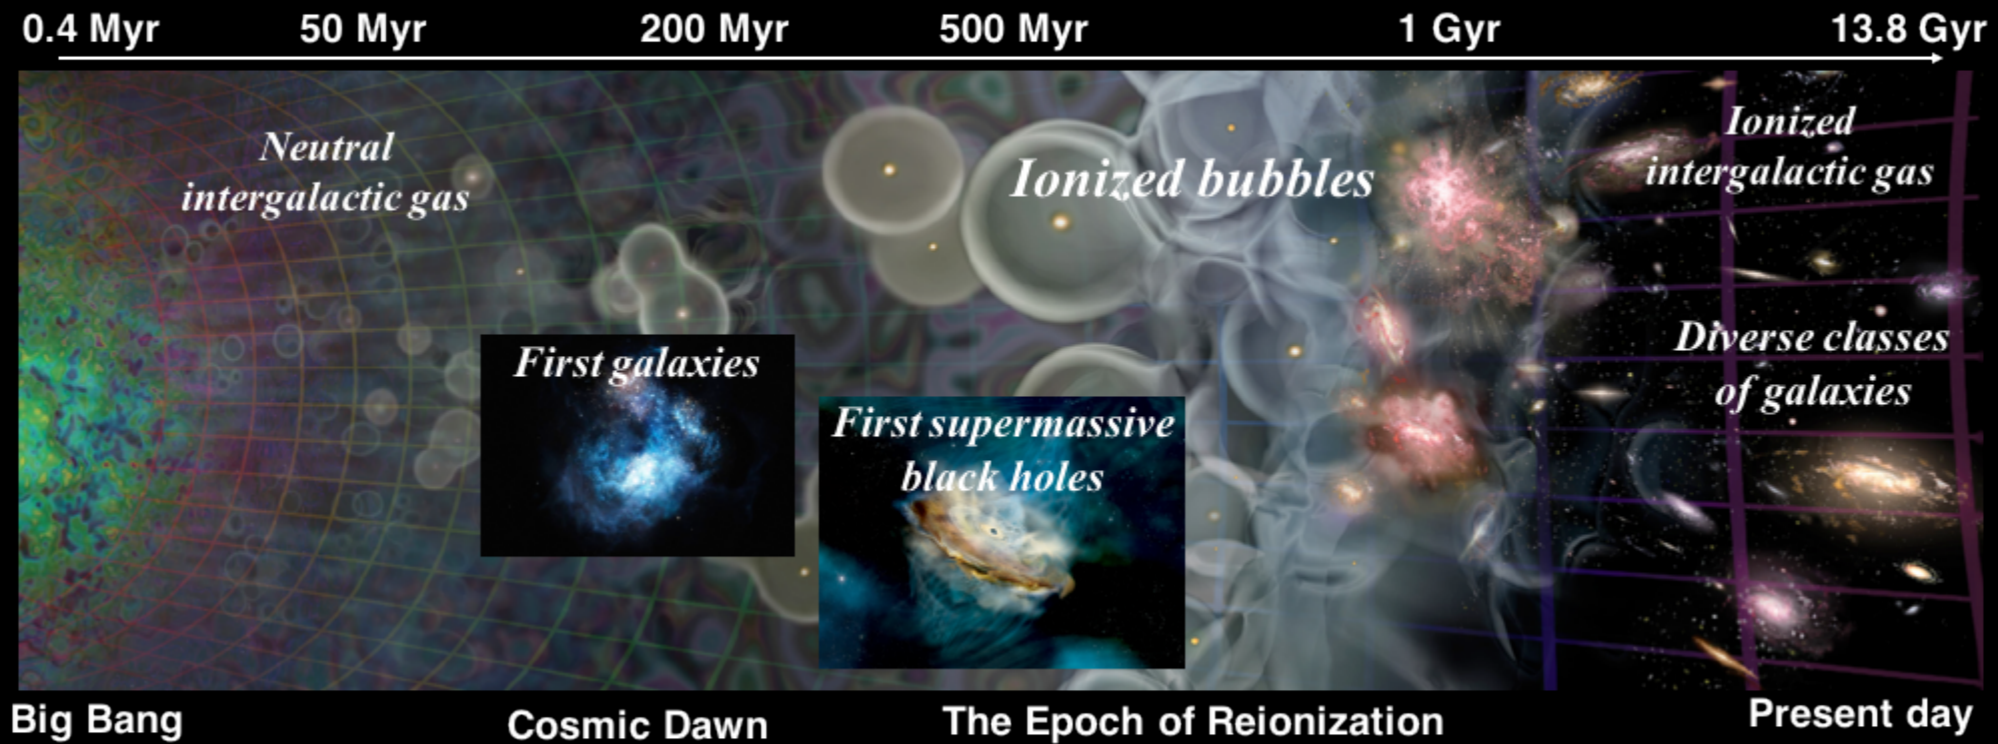 0.4 Myr
50 Myr
200 Myr
500 Myr
1 Gyr
13.8 Gyr
Neutral
intergalactic gas
Ionized bubbles
Ionized
intergalactic gas
First galaxies
First supermassive
black holes
Diverse classes
of galaxies
Big Bang
Cosmic Dawn
The Epoch of Reionization
Present day